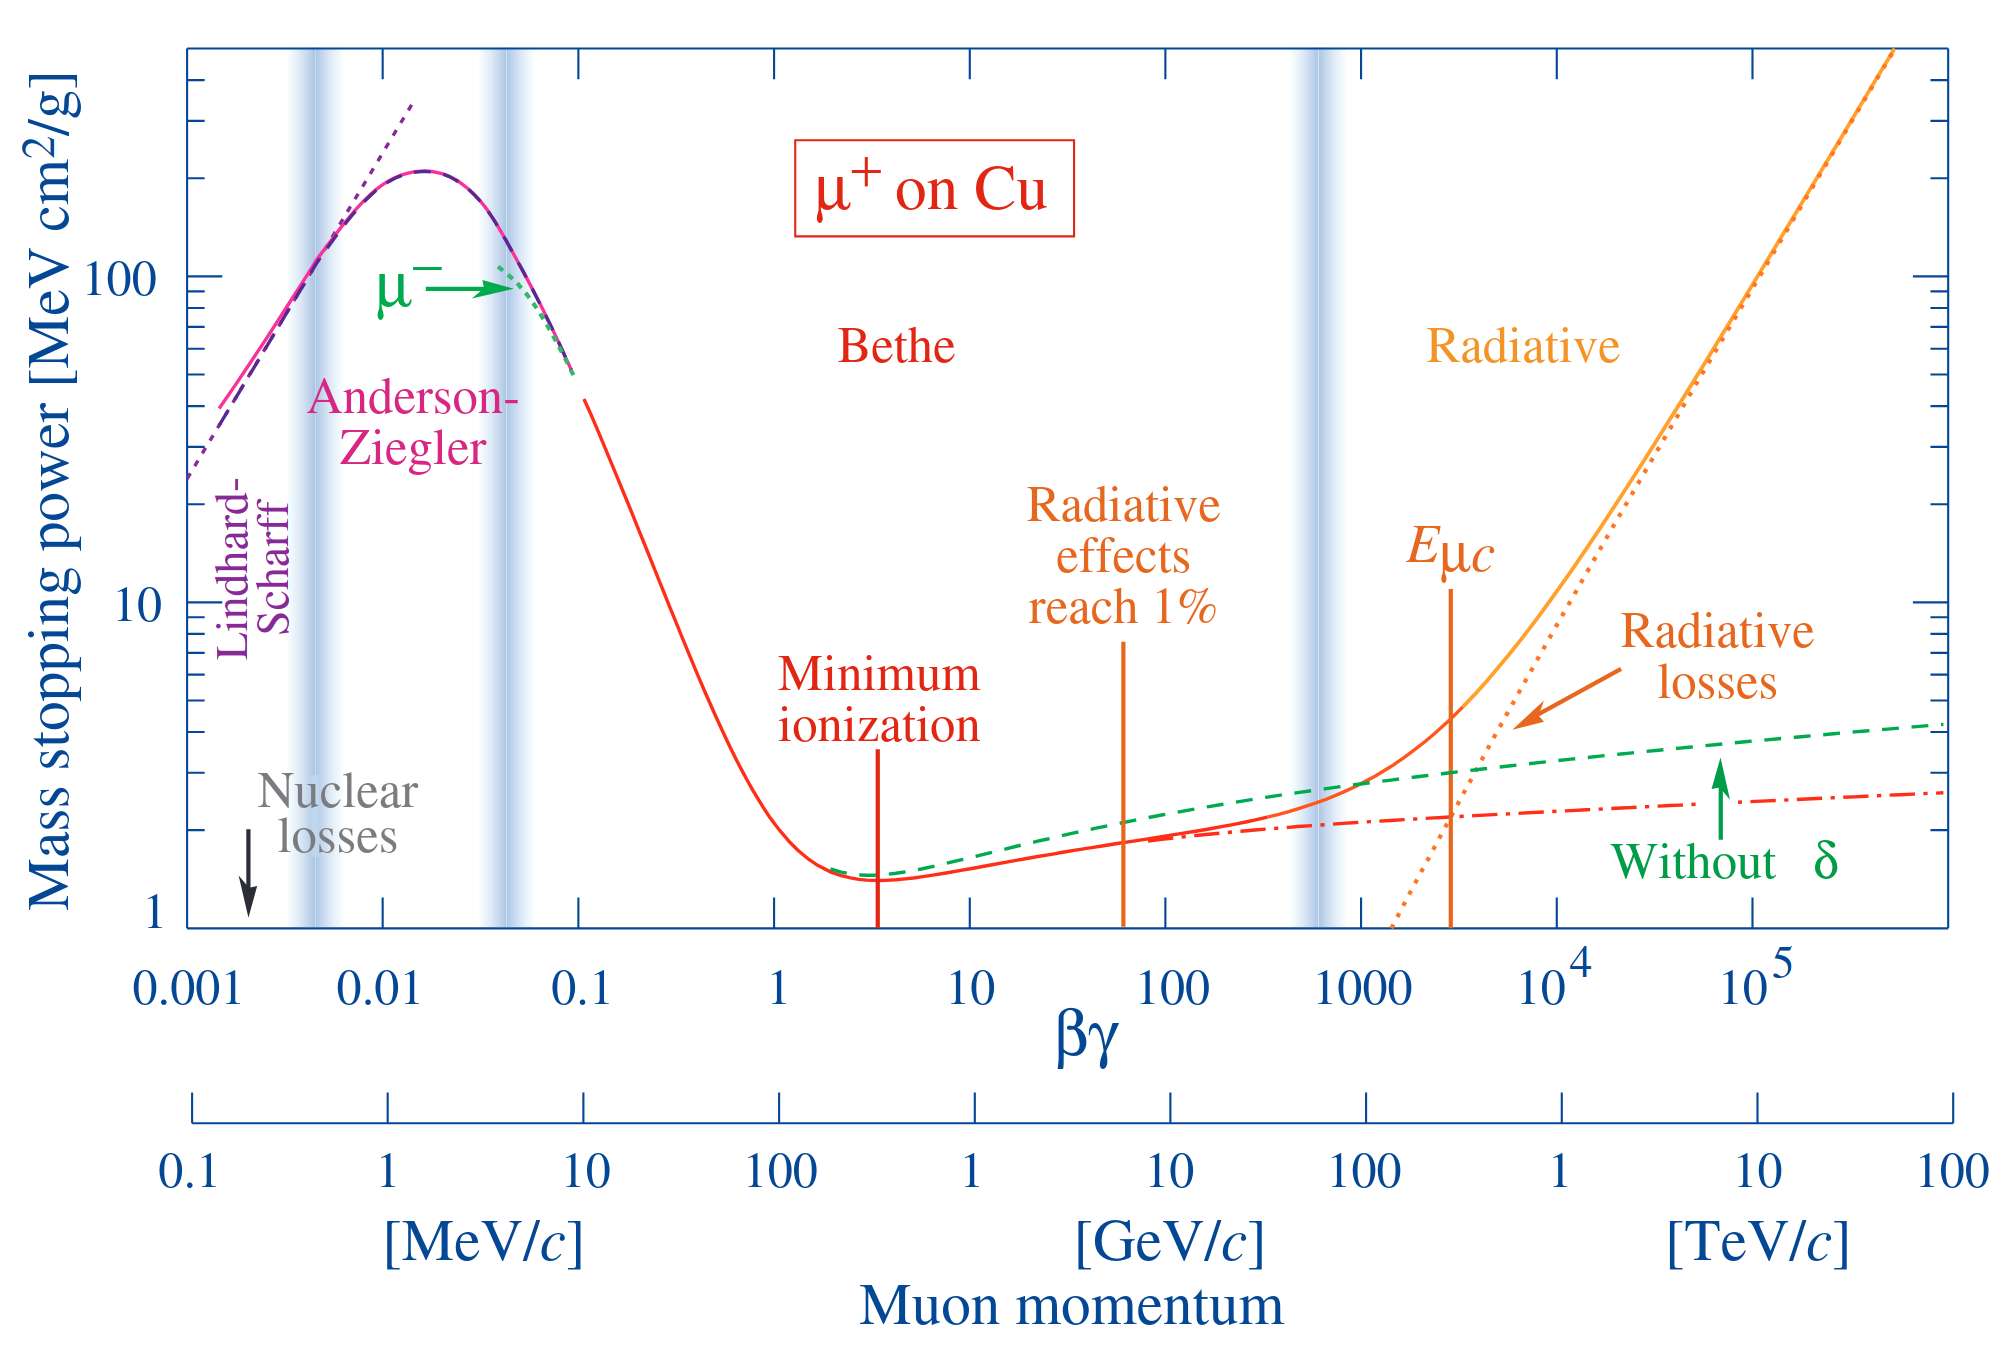 Mass stopping power [MeV cm²/g]
100
10
1
μ⁺ on Cu
μ⁻
Bethe
Radiative
Anderson-
Ziegler
Lindhard-
Scharff
Radiative
effects
reach 1%
Eμc
Radiative
losses
Minimum
ionization
Nuclear
losses
Without δ
0.001 0.01 0.1 1 10 100 1000 10⁴ 10⁵
βγ
0.1 1 10 100 1 10 100 1 10 100
[MeV/c] [GeV/c] [TeV/c]
Muon momentum